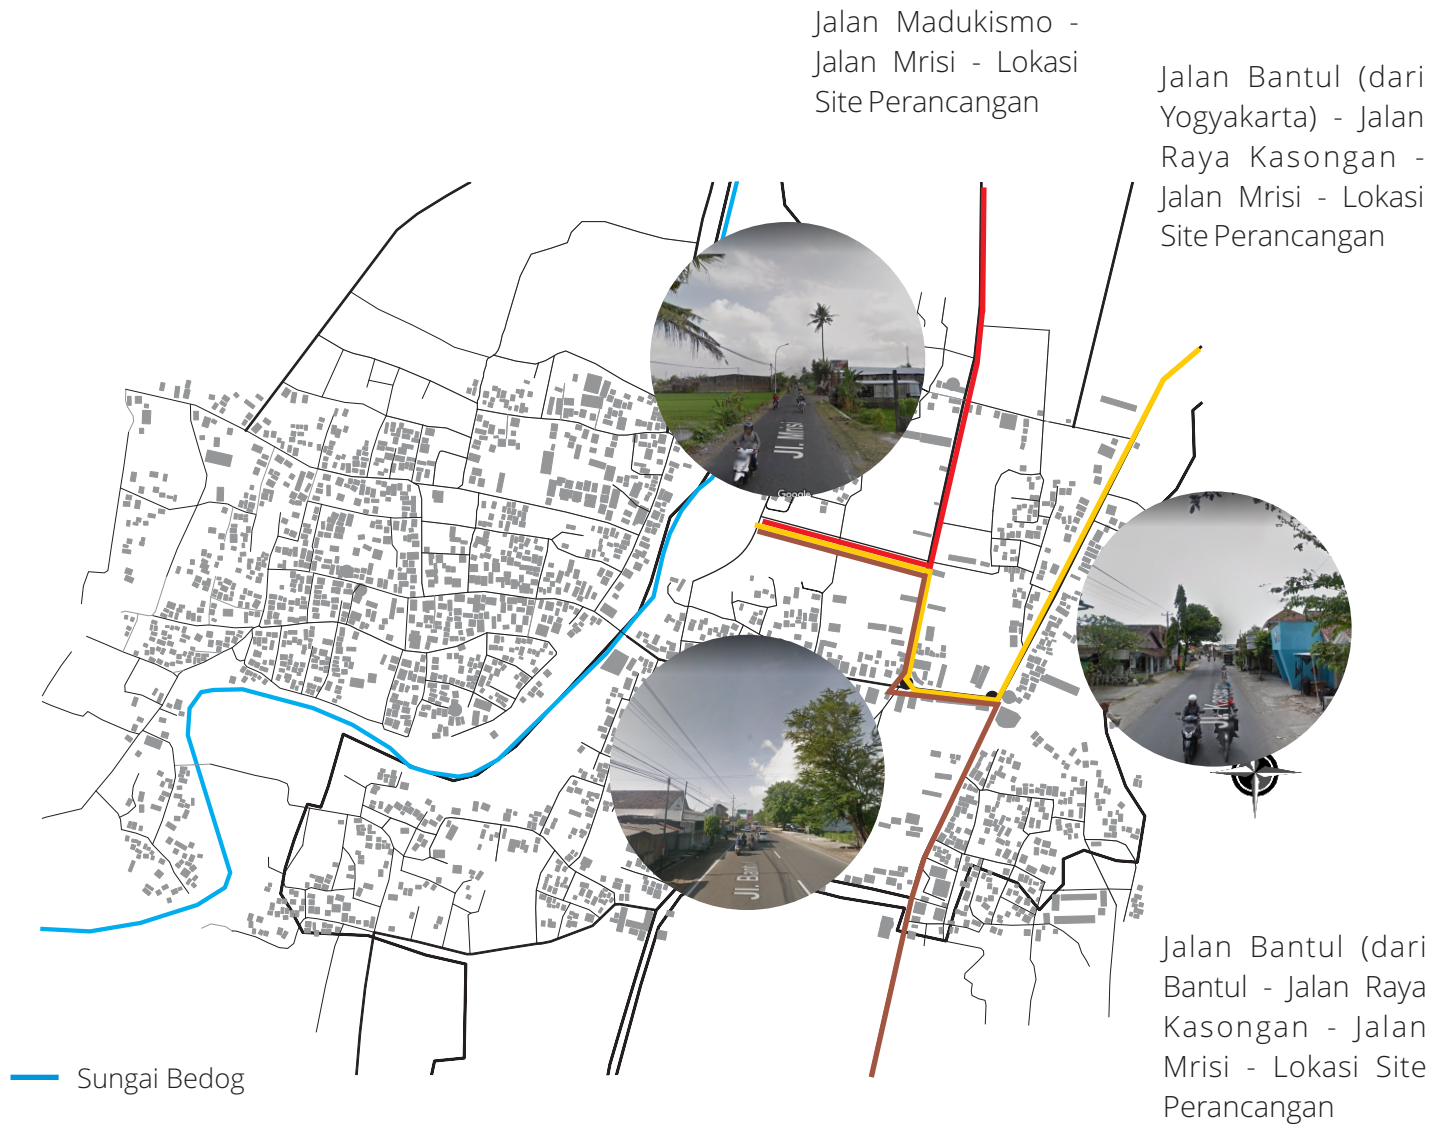 Jalan Madukismo -
Jalan Mrisi - Lokasi
Site Perancangan
Jalan Bantul (dari
Yogyakarta) - Jalan
Raya Kasongan -
Jalan Mrisi - Lokasi
Site Perancangan
Jl. Mrisi
Google
Jl.
Jl.
Jalan Bantul (dari
Bantul - Jalan Raya
Kasongan - Jalan
Mrisi - Lokasi Site
Perancangan
Sungai Bedog